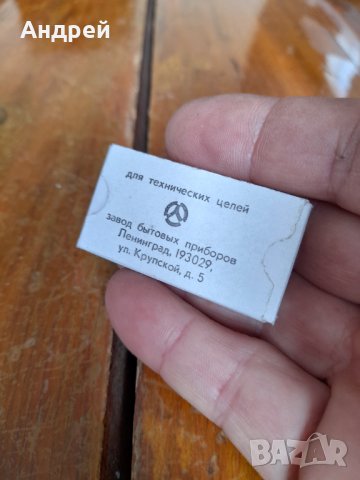 Андрей
для технических целей
завод бытовых приборов
Ленинград, 193029,
ул. Крупской, д. 5
BAZAR